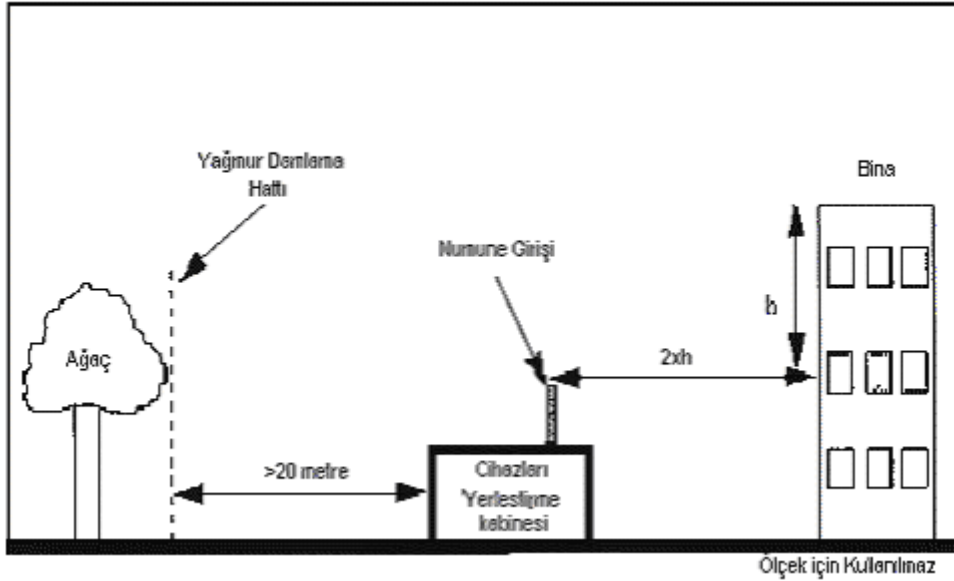 Yağmur Damlama
Hattı
Bina
Numune Girişi
h
2xh
Ağaç
>20 metre
Cihazları
Yerleştirme
kabinesi
Ölçek için Kullanılmaz